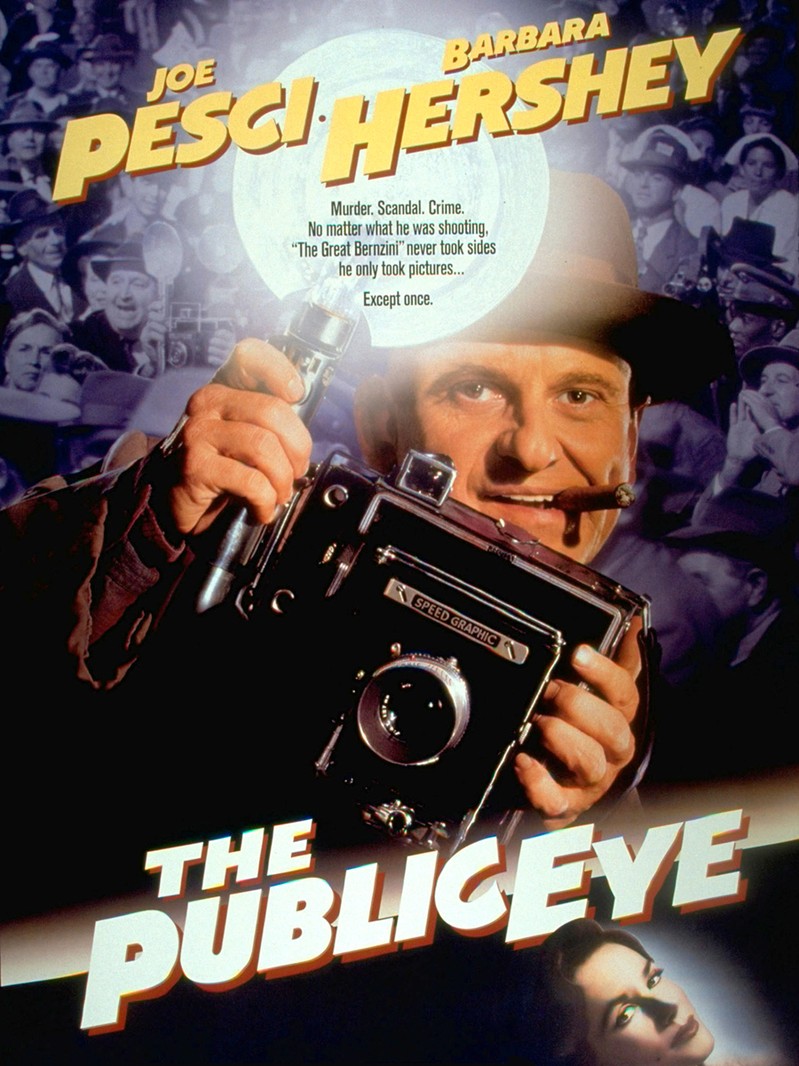 JOE
PESCI · 
BARBARA
HERSHEY
Murder. Scandal. Crime.
No matter what he was shooting,
“The Great Bernzini” never took sides
he only took pictures...
Except once.
SPEED GRAPHIC
THE
PUBLIC EYE